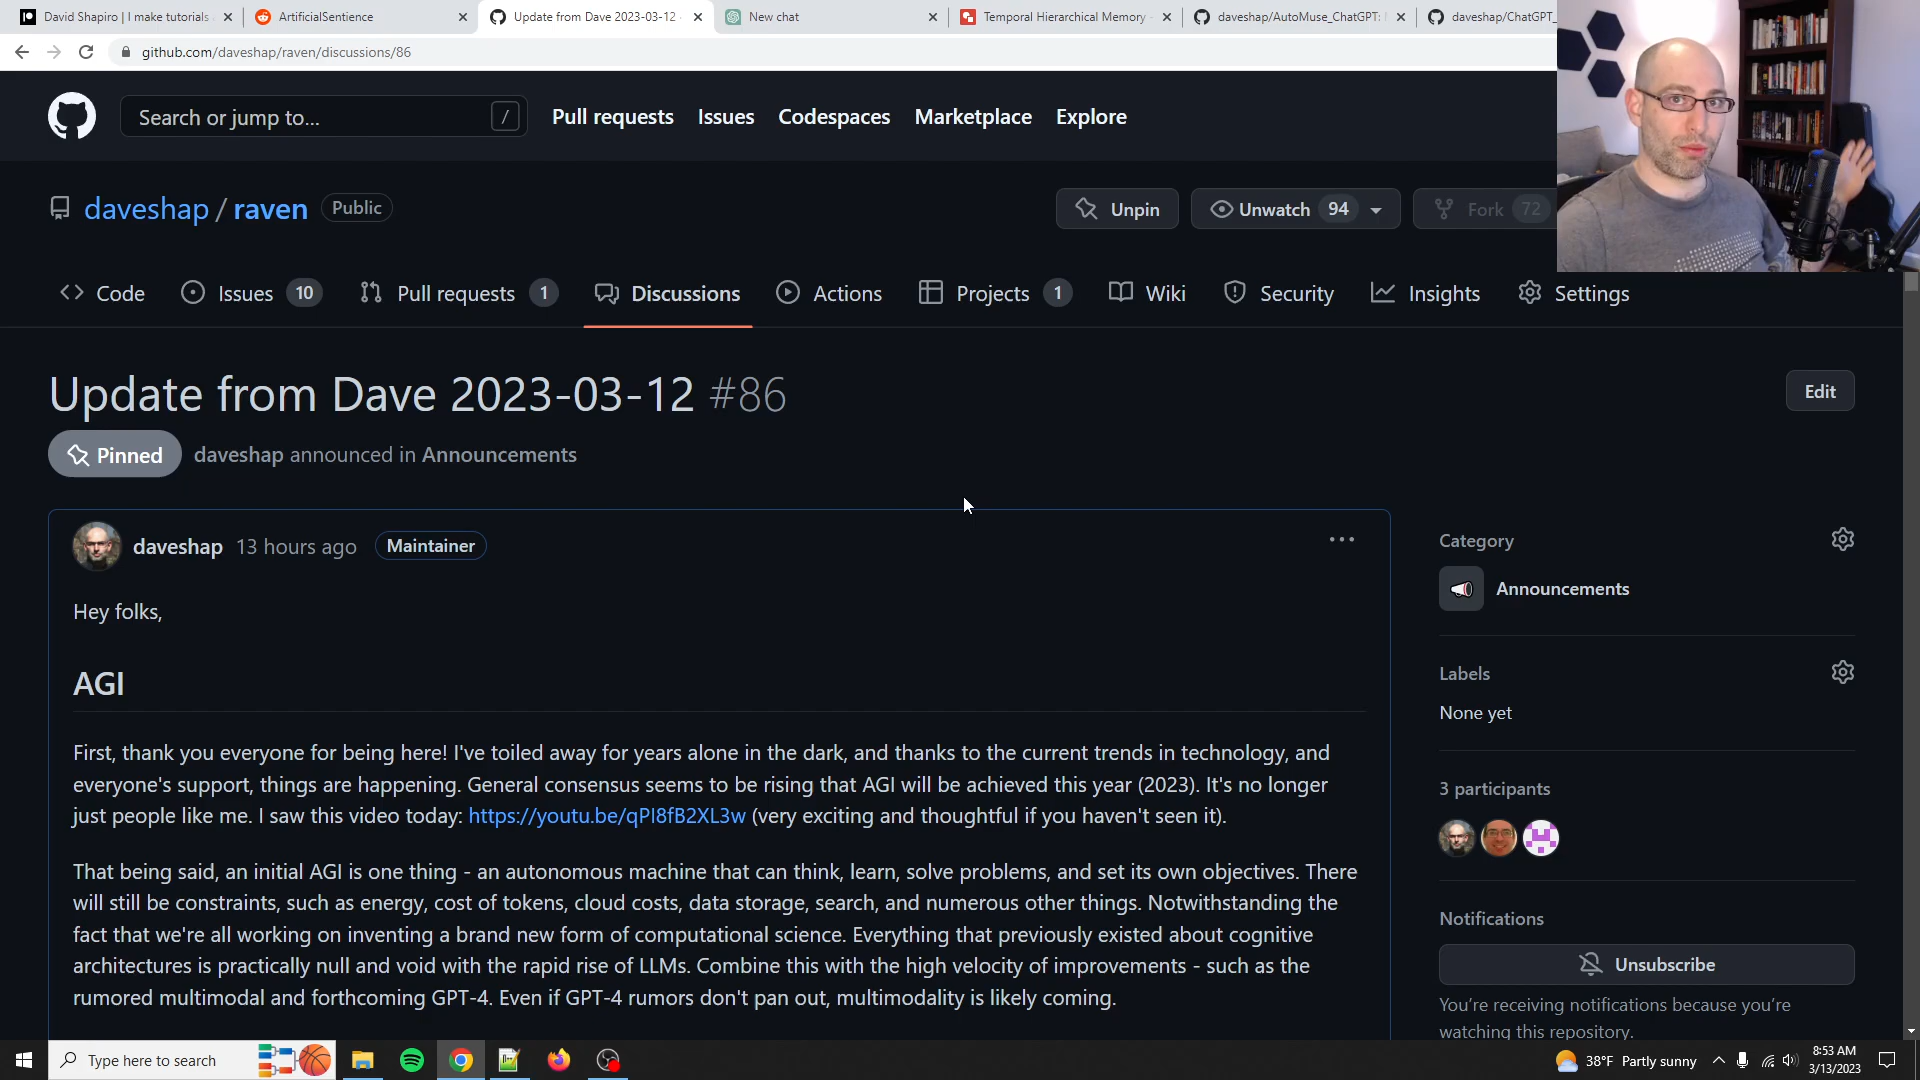 David Shapiro | I make tutorials
ArtificialSentience
Update from Dave 2023-03-12
New chat
Temporal Hierarchical Memory
daveshap/AutoMuse_ChatGPT:
daveshap/ChatGPT_
github.com/daveshap/raven/discussions/86
Search or jump to...
/
Pull requests
Issues
Codespaces
Marketplace
Explore
daveshap / raven
Public
Unpin
Unwatch 94
Fork 72
Code
Issues 10
Pull requests 1
Discussions
Actions
Projects 1
Wiki
Security
Insights
Settings
Update from Dave 2023-03-12 #86
Edit
Pinned
daveshap announced in Announcements
daveshap 13 hours ago
Maintainer
Hey folks,
AGI
First, thank you everyone for being here! I've toiled away for years alone in the dark, and thanks to the current trends in technology, and
everyone's support, things are happening. General consensus seems to be rising that AGI will be achieved this year (2023). It's no longer
just people like me. I saw this video today: https://youtu.be/qPI8fB2XL3w (very exciting and thoughtful if you haven't seen it).
That being said, an initial AGI is one thing - an autonomous machine that can think, learn, solve problems, and set its own objectives. There
will still be constraints, such as energy, cost of tokens, cloud costs, data storage, search, and numerous other things. Notwithstanding the
fact that we're all working on inventing a brand new form of computational science. Everything that previously existed about cognitive
architectures is practically null and void with the rapid rise of LLMs. Combine this with the high velocity of improvements - such as the
rumored multimodal and forthcoming GPT-4. Even if GPT-4 rumors don't pan out, multimodality is likely coming.
Category
Announcements
Labels
None yet
3 participants
Notifications
Unsubscribe
You're receiving notifications because you're
watching this repository.
Type here to search
38°F Partly sunny
8:53 AM
3/13/2023